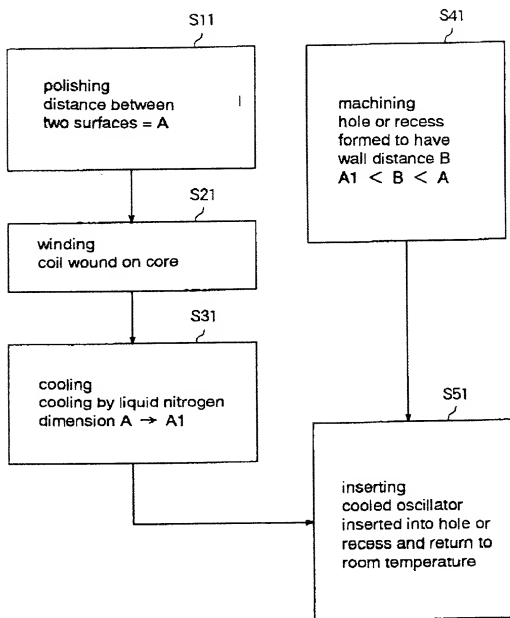 S11
polishing
distance between
two surfaces = A
S21
winding
coil wound on core
S31
cooling
cooling by liquid nitrogen
dimension A → A1
S41
machining
hole or recess
formed to have
wall distance B
A1 < B < A
S51
inserting
cooled oscillator
inserted into hole or
recess and return to
room temperature